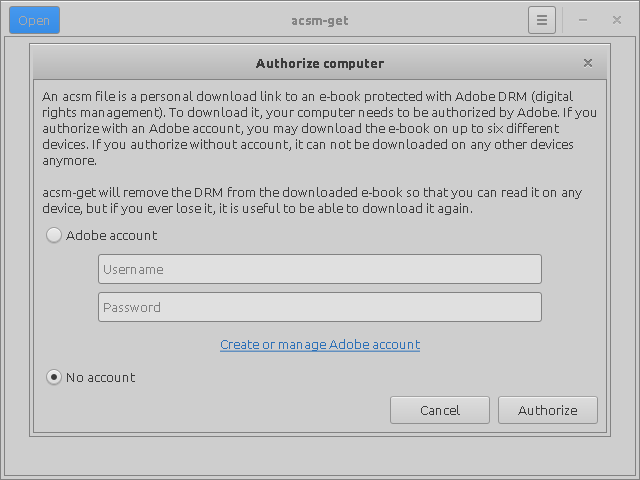 Open
acsm-get
Authorize computer
An acsm file is a personal download link to an e-book protected with Adobe DRM (digital
rights management). To download it, your computer needs to be authorized by Adobe. If you
authorize with an Adobe account, you may download the e-book on up to six different
devices. If you authorize without account, it can not be downloaded on any other devices
anymore.
acsm-get will remove the DRM from the downloaded e-book so that you can read it on any
device, but if you ever lose it, it is useful to be able to download it again.
Adobe account
Username
Password
Create or manage Adobe account
No account
Cancel
Authorize